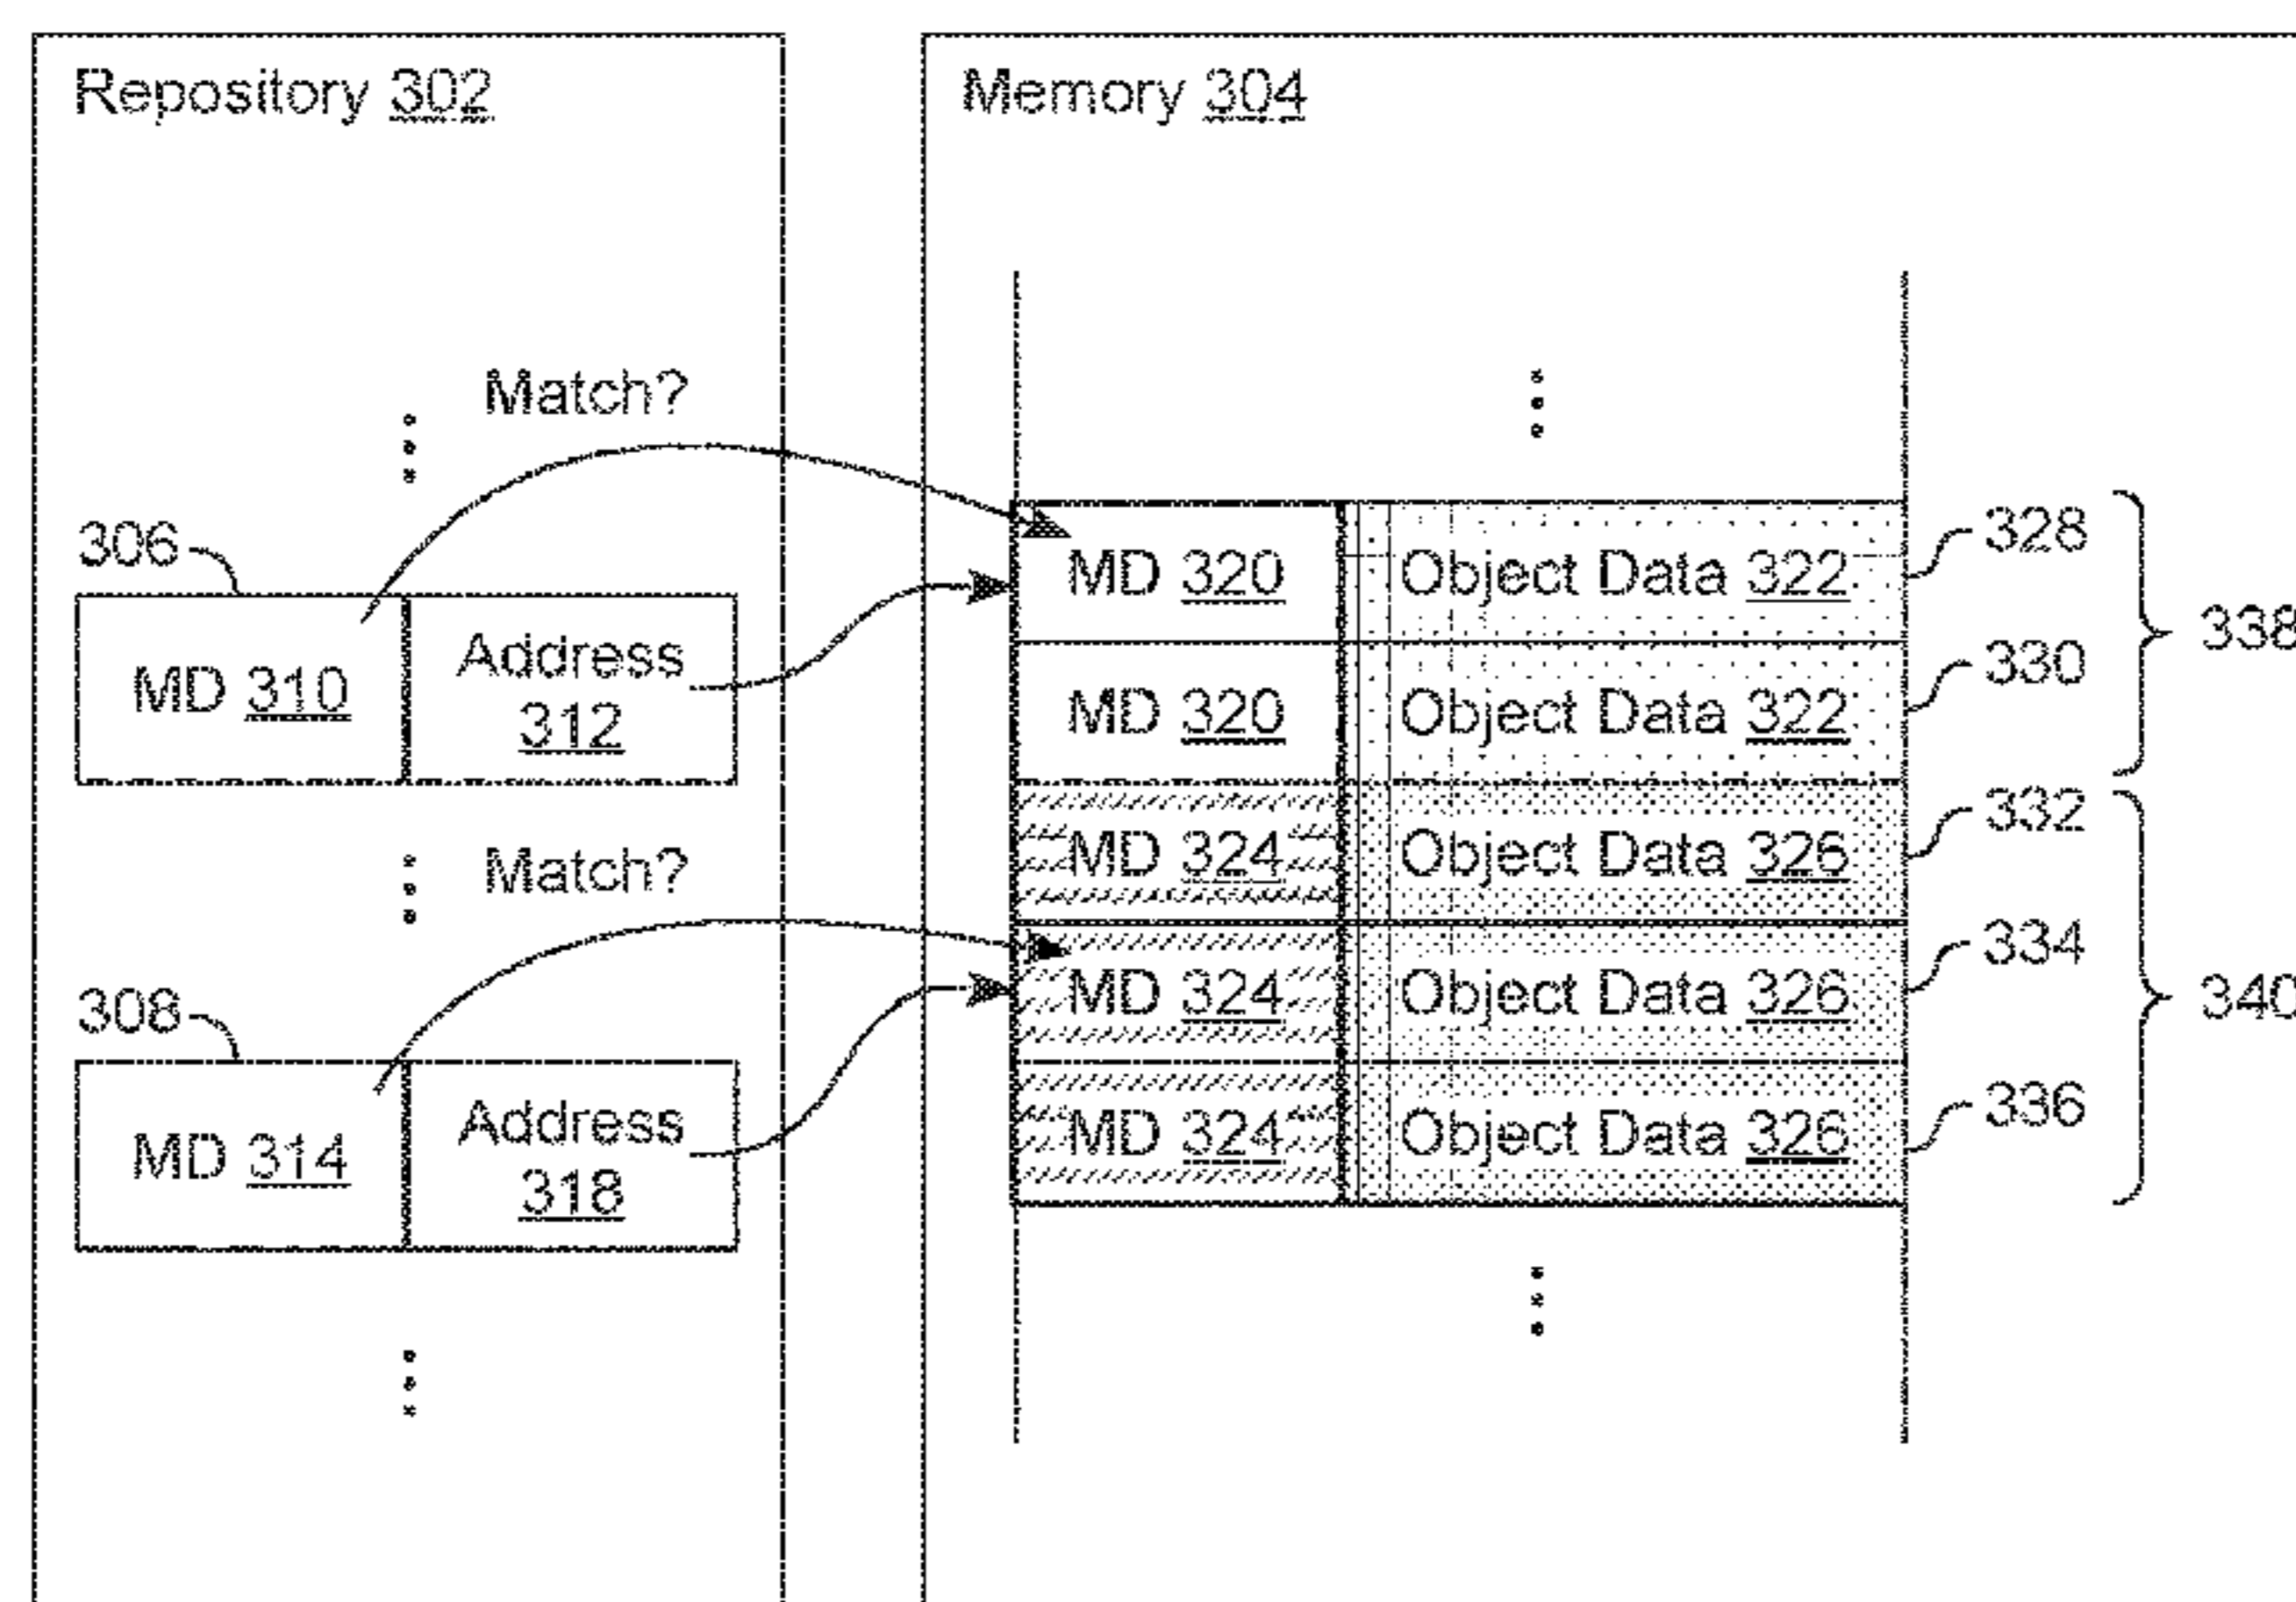 Repository 302
Memory 304
Match?
306
MD 310
Address
312
Match?
308
MD 314
Address
318
MD 320 Object Data 322 328
MD 320 Object Data 322 330
338
MD 324 Object Data 326 332
MD 324 Object Data 326 334
MD 324 Object Data 326 336
340